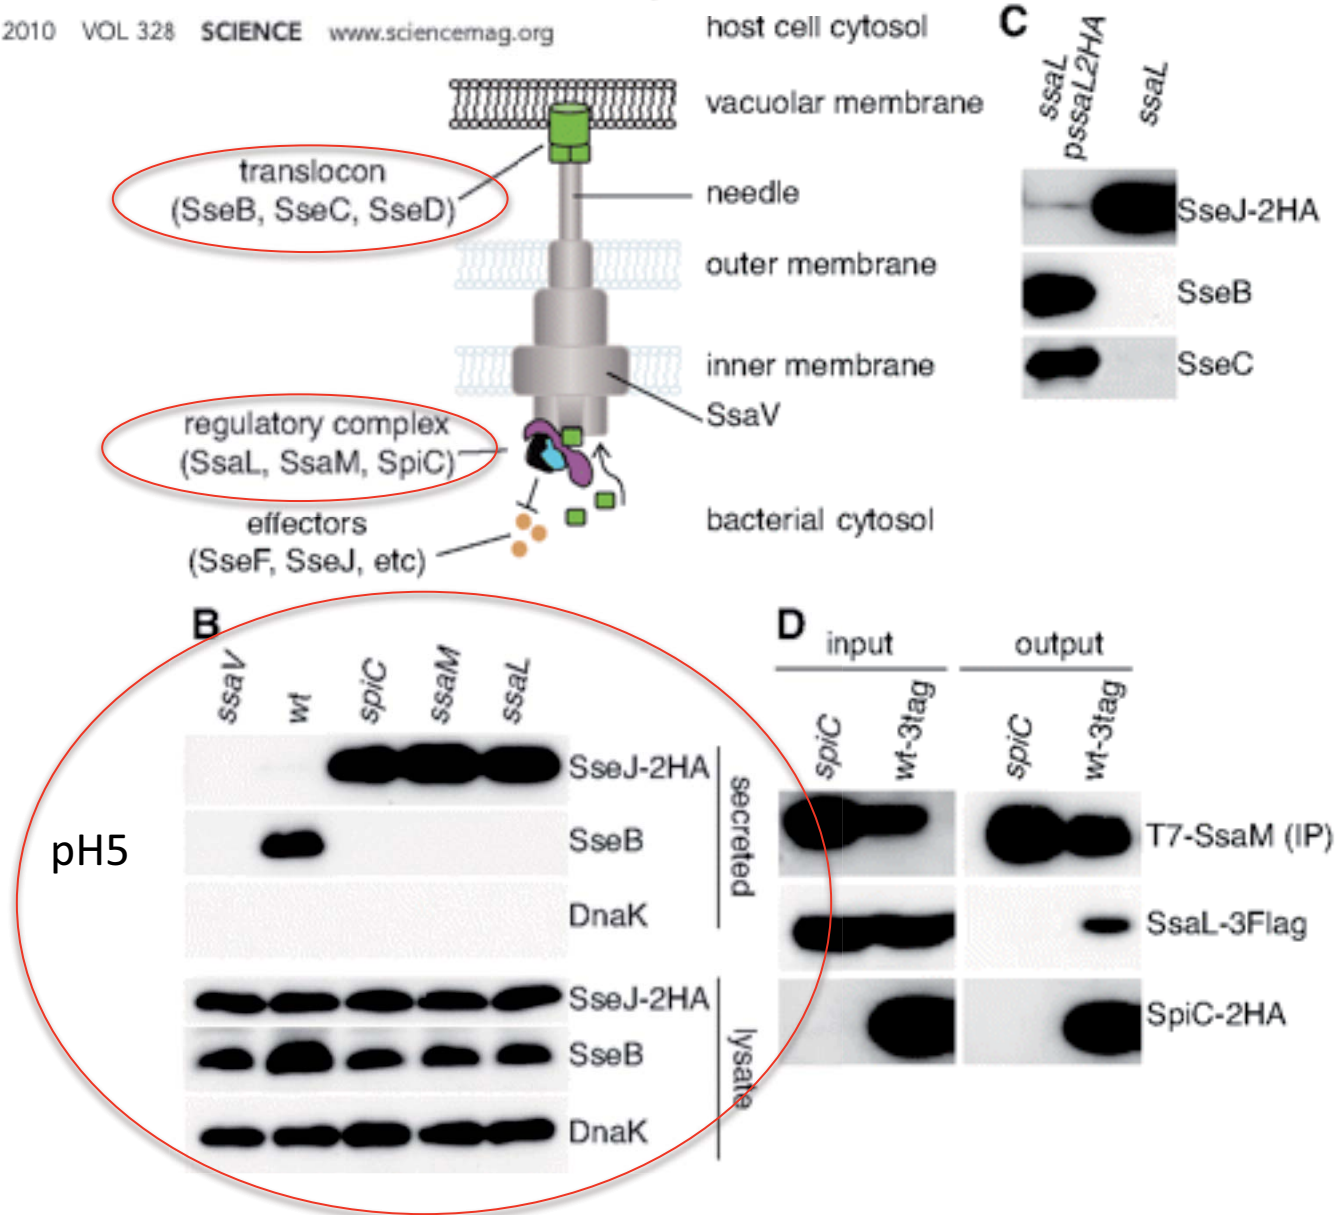 2010 VOL 328 SCIENCE www.sciencemag.org
host cell cytosol
vacuolar membrane
translocon
(SseB, SseC, SseD)
needle
outer membrane
inner membrane
SsaV
regulatory complex
(SsaL, SsaM, SpiC)
effectors
(SseF, SseJ, etc)
bacterial cytosol
C
ssaL
pssaL2HA
ssaL
SseJ-2HA
SseB
SseC
B
ssaV
wt
spiC
ssaM
ssaL
pH5
SseJ-2HA
SseB
DnaK
secreted
SseJ-2HA
SseB
DnaK
lysate
D
input
output
spiC
wt-3tag
spiC
wt-3tag
T7-SsaM (IP)
SsaL-3Flag
SpiC-2HA